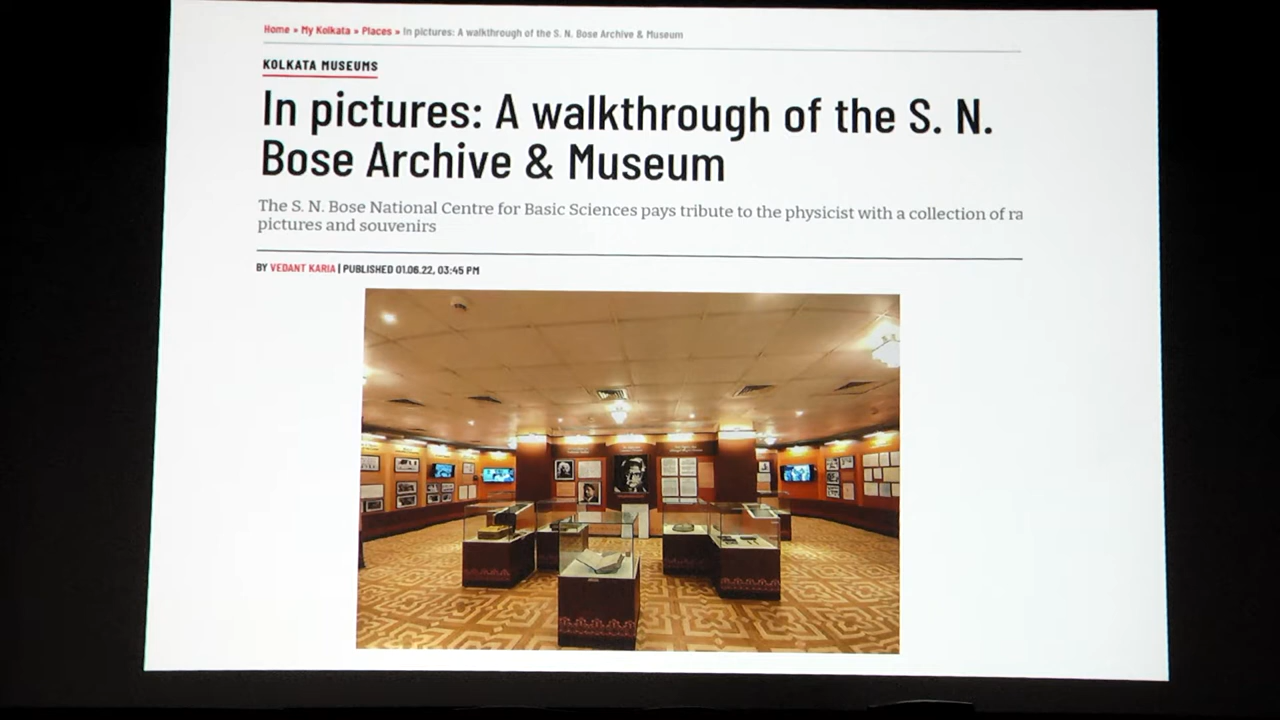 Home » My Kolkata » Places » In pictures: A walkthrough of the S. N. Bose Archive & Museum
KOLKATA MUSEUMS
In pictures: A walkthrough of the S. N.
Bose Archive & Museum
The S. N. Bose National Centre for Basic Sciences pays tribute to the physicist with a collection of ra
pictures and souvenirs
BY VEDANT KARIA | PUBLISHED 01.06.22, 03:45 PM